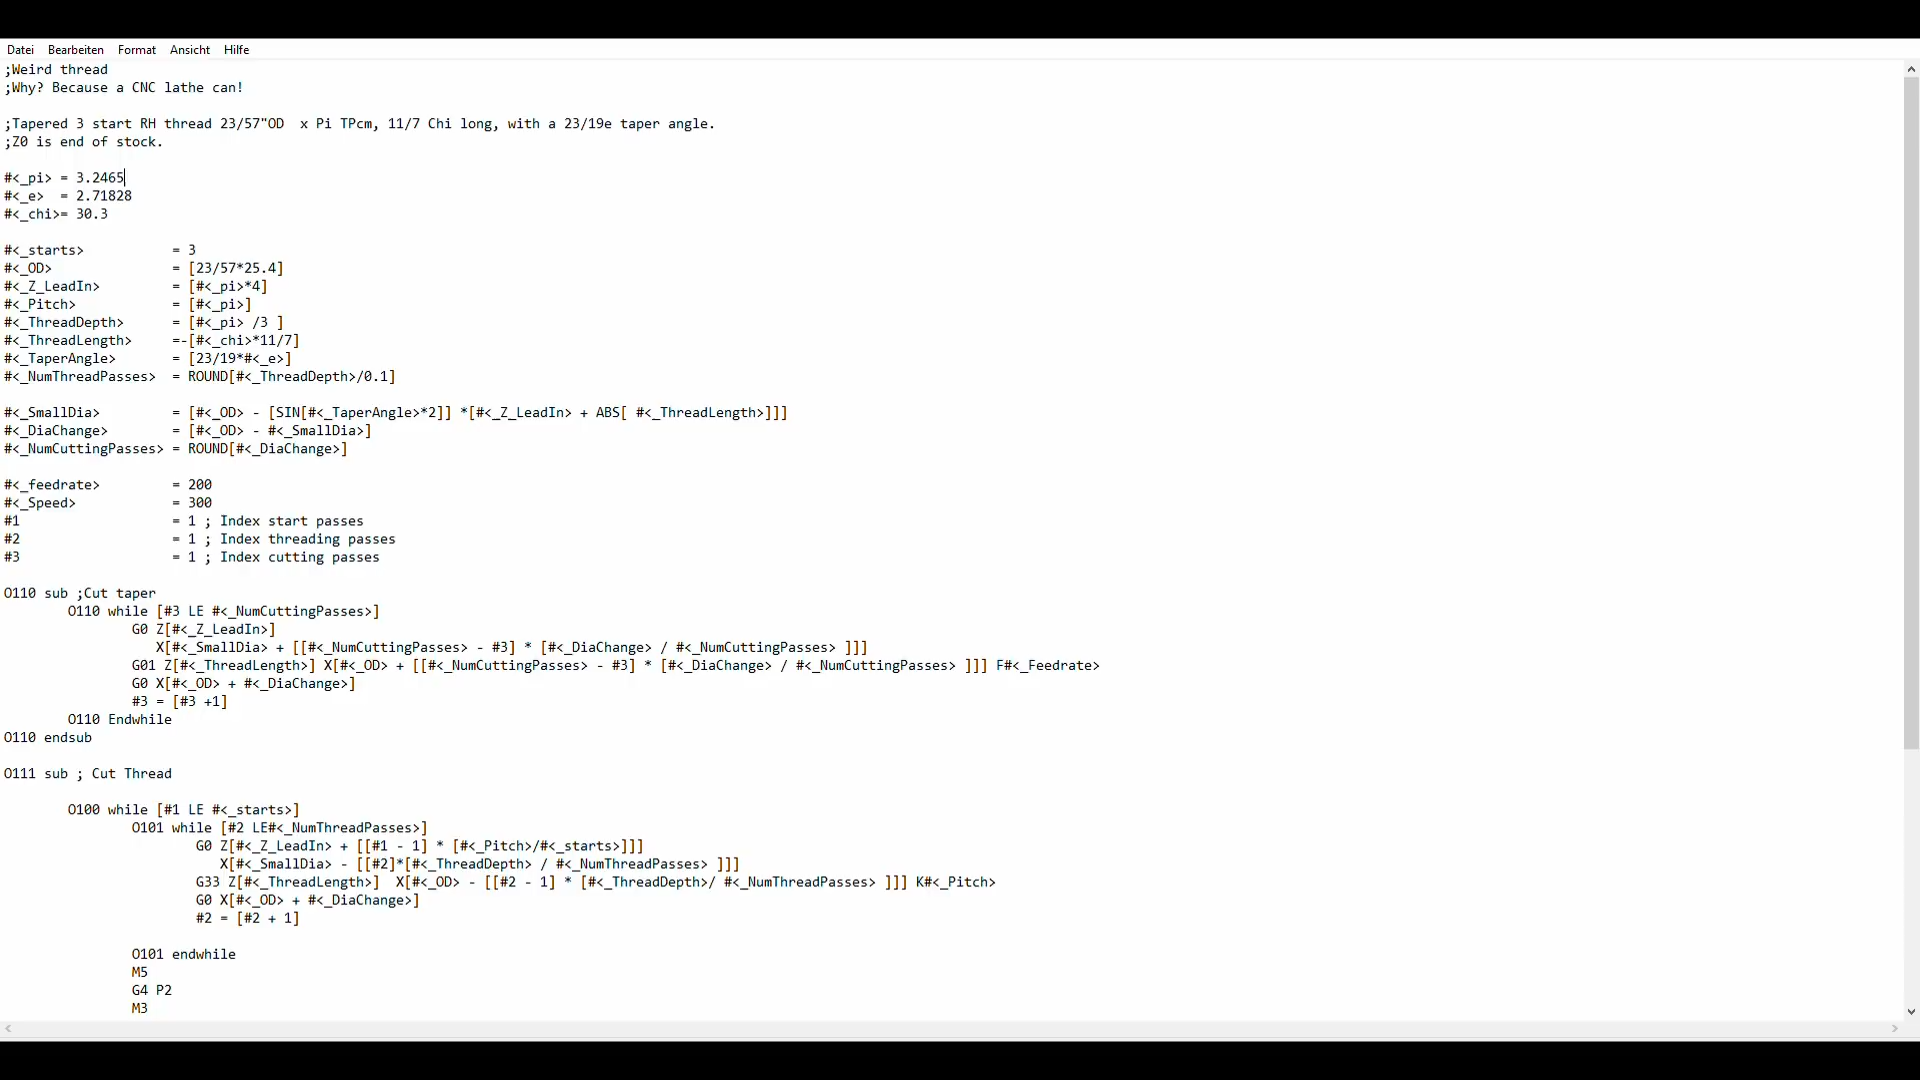 Datei Bearbeiten Format Ansicht Hilfe
;Weird thread
;Why? Because a CNC lathe can!
;Tapered 3 start RH thread 23/57"OD  x Pi TPcm, 11/7 Chi long, with a 23/19e taper angle.
;Z0 is end of stock.
#<_pi> = 3.2465
#<_e>  = 2.71828
#<_chi>= 30.3
#<_starts>           = 3
#<_OD>               = [23/57*25.4]
#<_Z_LeadIn>         = [#<_pi>*4]
#<_Pitch>            = [#<_pi>]
#<_ThreadDepth>      = [#<_pi> /3 ]
#<_ThreadLength>     =-[#<_chi>*11/7]
#<_TaperAngle>       = [23/19*#<_e>]
#<_NumThreadPasses>  = ROUND[#<_ThreadDepth>/0.1]
#<_SmallDia>         = [#<_OD> - [SIN[#<_TaperAngle>*2]] *[#<_Z_LeadIn> + ABS[ #<_ThreadLength>]]]
#<_DiaChange>        = [#<_OD> - #<_SmallDia>]
#<_NumCuttingPasses> = ROUND[#<_DiaChange>]
#<_feedrate>         = 200
#<_Speed>            = 300
#1                   = 1 ; Index start passes
#2                   = 1 ; Index threading passes
#3                   = 1 ; Index cutting passes
O110 sub ;Cut taper
        O110 while [#3 LE #<_NumCuttingPasses>]
                G0 Z[#<_Z_LeadIn>]
                   X[#<_SmallDia> + [[#<_NumCuttingPasses> - #3] * [#<_DiaChange> / #<_NumCuttingPasses> ]]]
                G01 Z[#<_ThreadLength>] X[#<_OD> + [[#<_NumCuttingPasses> - #3] * [#<_DiaChange> / #<_NumCuttingPasses> ]]] F#<_Feedrate>
                G0 X[#<_OD> + #<_DiaChange>]
                #3 = [#3 +1]
        O110 Endwhile
O110 endsub
O111 sub ; Cut Thread
        O100 while [#1 LE #<_starts>]
                O101 while [#2 LE#<_NumThreadPasses>]
                        G0 Z[#<_Z_LeadIn> + [[#1 - 1] * [#<_Pitch>/#<_starts>]]]
                           X[#<_SmallDia> - [[#2]*[#<_ThreadDepth> / #<_NumThreadPasses> ]]]
                        G33 Z[#<_ThreadLength>]  X[#<_OD> - [[#2 - 1] * [#<_ThreadDepth>/ #<_NumThreadPasses> ]]] K#<_Pitch>
                        G0 X[#<_OD> + #<_DiaChange>]
                        #2 = [#2 + 1]
                O101 endwhile
                M5
                G4 P2
                M3